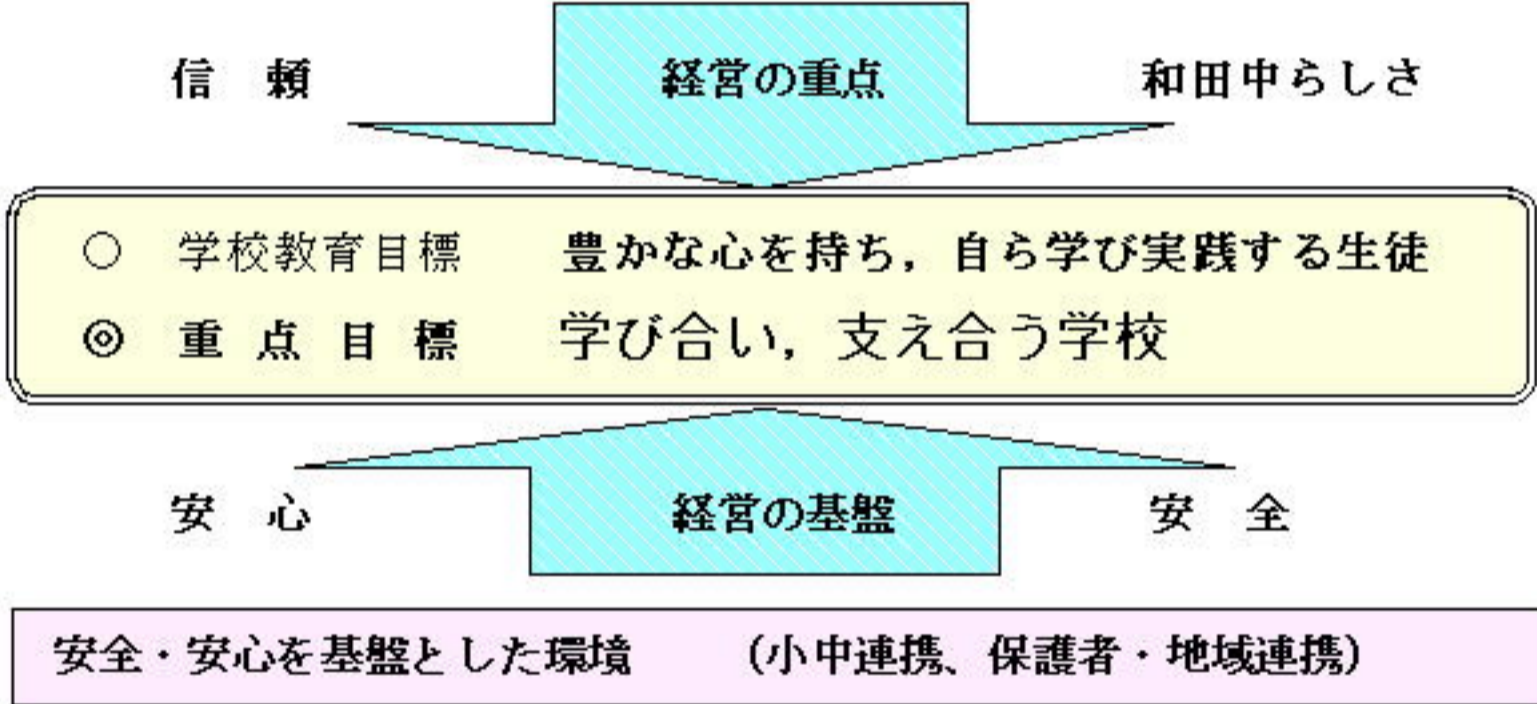 信　頼　経営の重点　和田中らしさ
○　学校教育目標　豊かな心を持ち，自ら学び実践する生徒
◎　重 点 目 標　学び合い，支え合う学校
安　心　経営の基盤　安　全
安全・安心を基盤とした環境　（小中連携、保護者・地域連携）